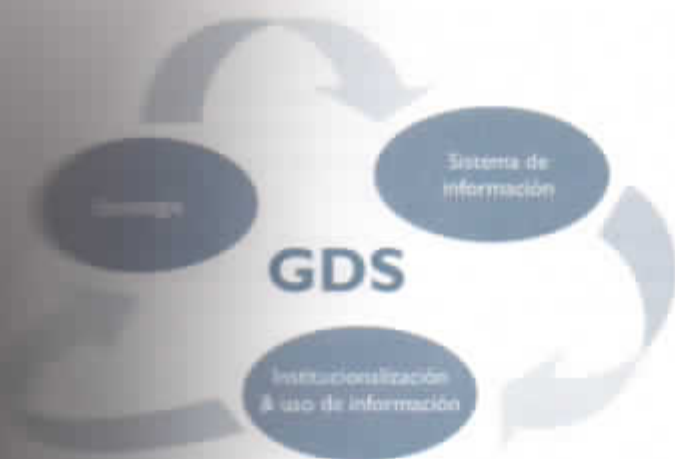 Sistema de
información
GDS
Institucionalización
& uso de información